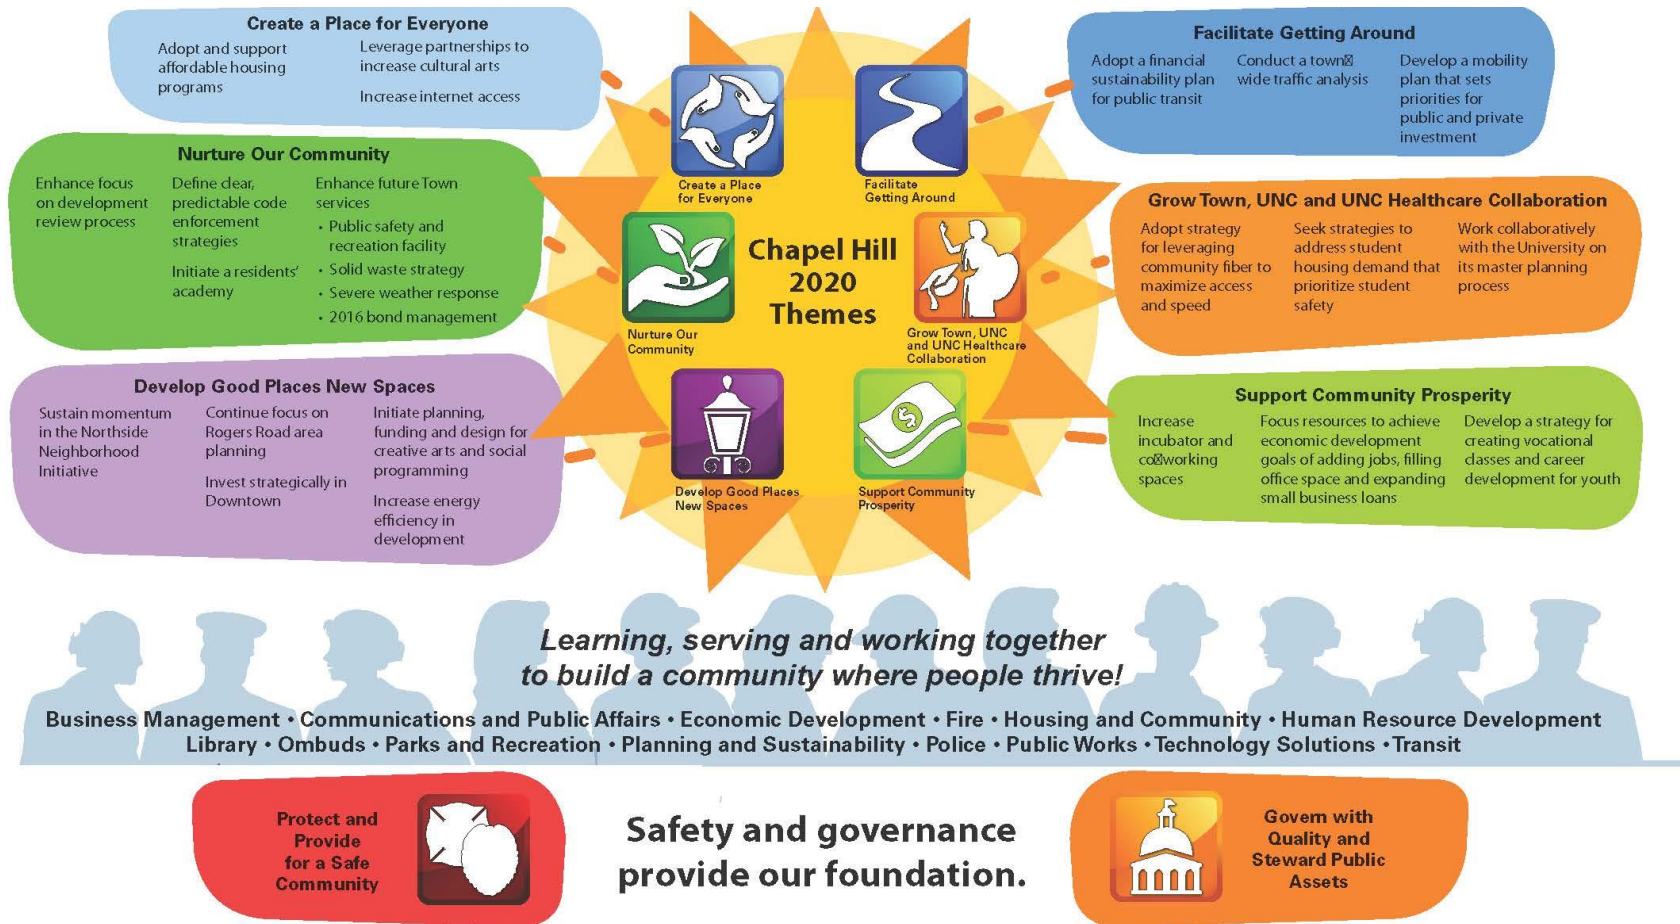 Create a Place for Everyone
Adopt and support
affordable housing
programs
Leverage partnerships to
increase cultural arts
Increase internet access
Nurture Our Community
Enhance focus
on development
review process
Define clear,
predictable code
enforcement
strategies
Initiate a residents'
academy
Enhance future Town
services
• Public safety and
recreation facility
• Solid waste strategy
• Severe weather response
• 2016 bond management
Develop Good Places New Spaces
Sustain momentum
in the Northside
Neighborhood
Initiative
Continue focus on
Rogers Road area
planning
Invest strategically in
Downtown
Initiate planning,
funding and design for
creative arts and social
programming
Increase energy
efficiency in
development
Chapel Hill
2020
Themes
Create a Place
for Everyone
Facilitate
Getting Around
Nurture Our
Community
Grow Town, UNC
and UNC Healthcare
Collaboration
Develop Good Places
New Spaces
Support Community
Prosperity
Facilitate Getting Around
Adopt a financial
sustainability plan
for public transit
Conduct a town☒
wide traffic analysis
Develop a mobility
plan that sets
priorities for
public and private
investment
Grow Town, UNC and UNC Healthcare Collaboration
Adopt strategy
for leveraging
community fiber to
maximize access
and speed
Seek strategies to
address student
housing demand that
prioritize student
safety
Work collaboratively
with the University on
its master planning
process
Support Community Prosperity
Increase
incubator and
co☒working
spaces
Focus resources to achieve
economic development
goals of adding jobs, filling
office space and expanding
small business loans
Develop a strategy for
creating vocational
classes and career
development for youth
Learning, serving and working together
to build a community where people thrive!
Business Management • Communications and Public Affairs • Economic Development • Fire • Housing and Community • Human Resource Development
Library • Ombuds • Parks and Recreation • Planning and Sustainability • Police • Public Works • Technology Solutions • Transit
Protect and
Provide
for a Safe
Community
Safety and governance
provide our foundation.
Govern with
Quality and
Steward Public
Assets